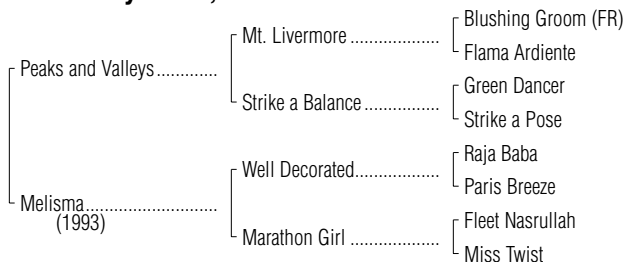 Blushing Groom (FR)
Mt. Livermore ....................
Flama Ardiente
Peaks and Valleys .............
Green Dancer
Strike a Balance .................
Strike a Pose
Raja Baba
Well Decorated...................
Paris Breeze
Melisma .............................
(1993)
Fleet Nasrullah
Marathon Girl ....................
Miss Twist